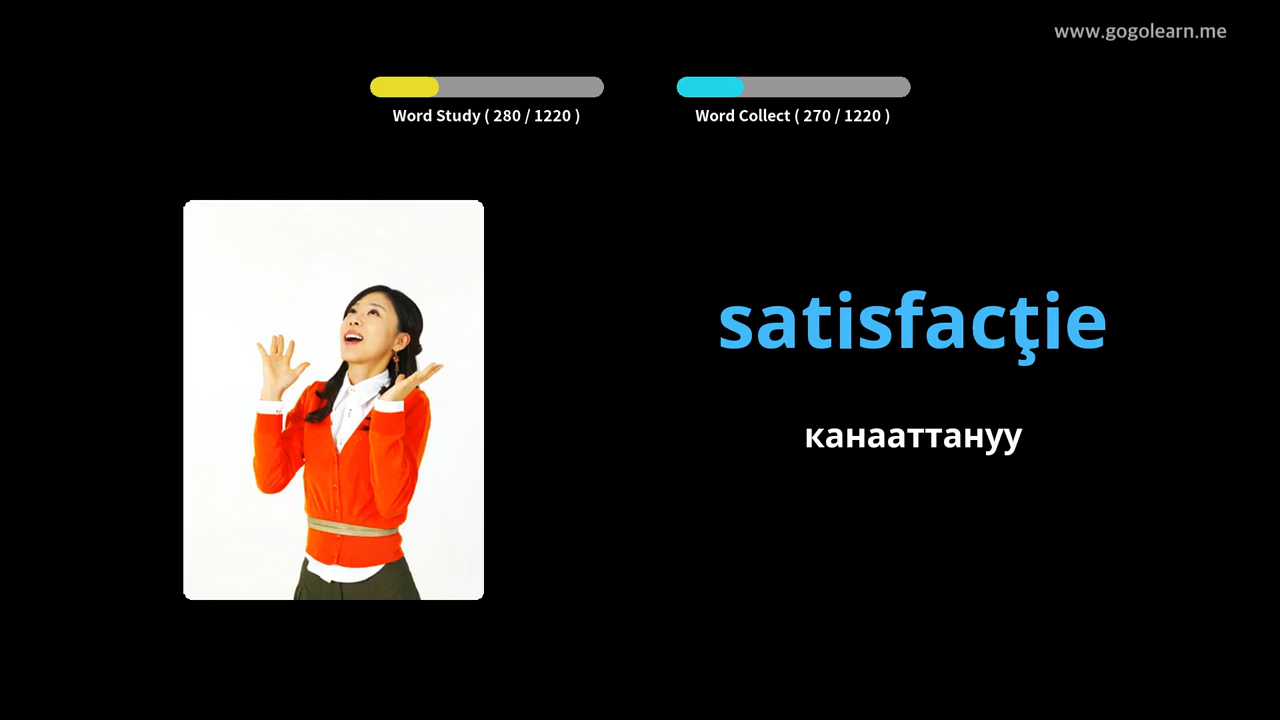 www.gogolearn.me
Word Study ( 280 / 1220 )
Word Collect ( 270 / 1220 )
satisfacţie
канааттануу